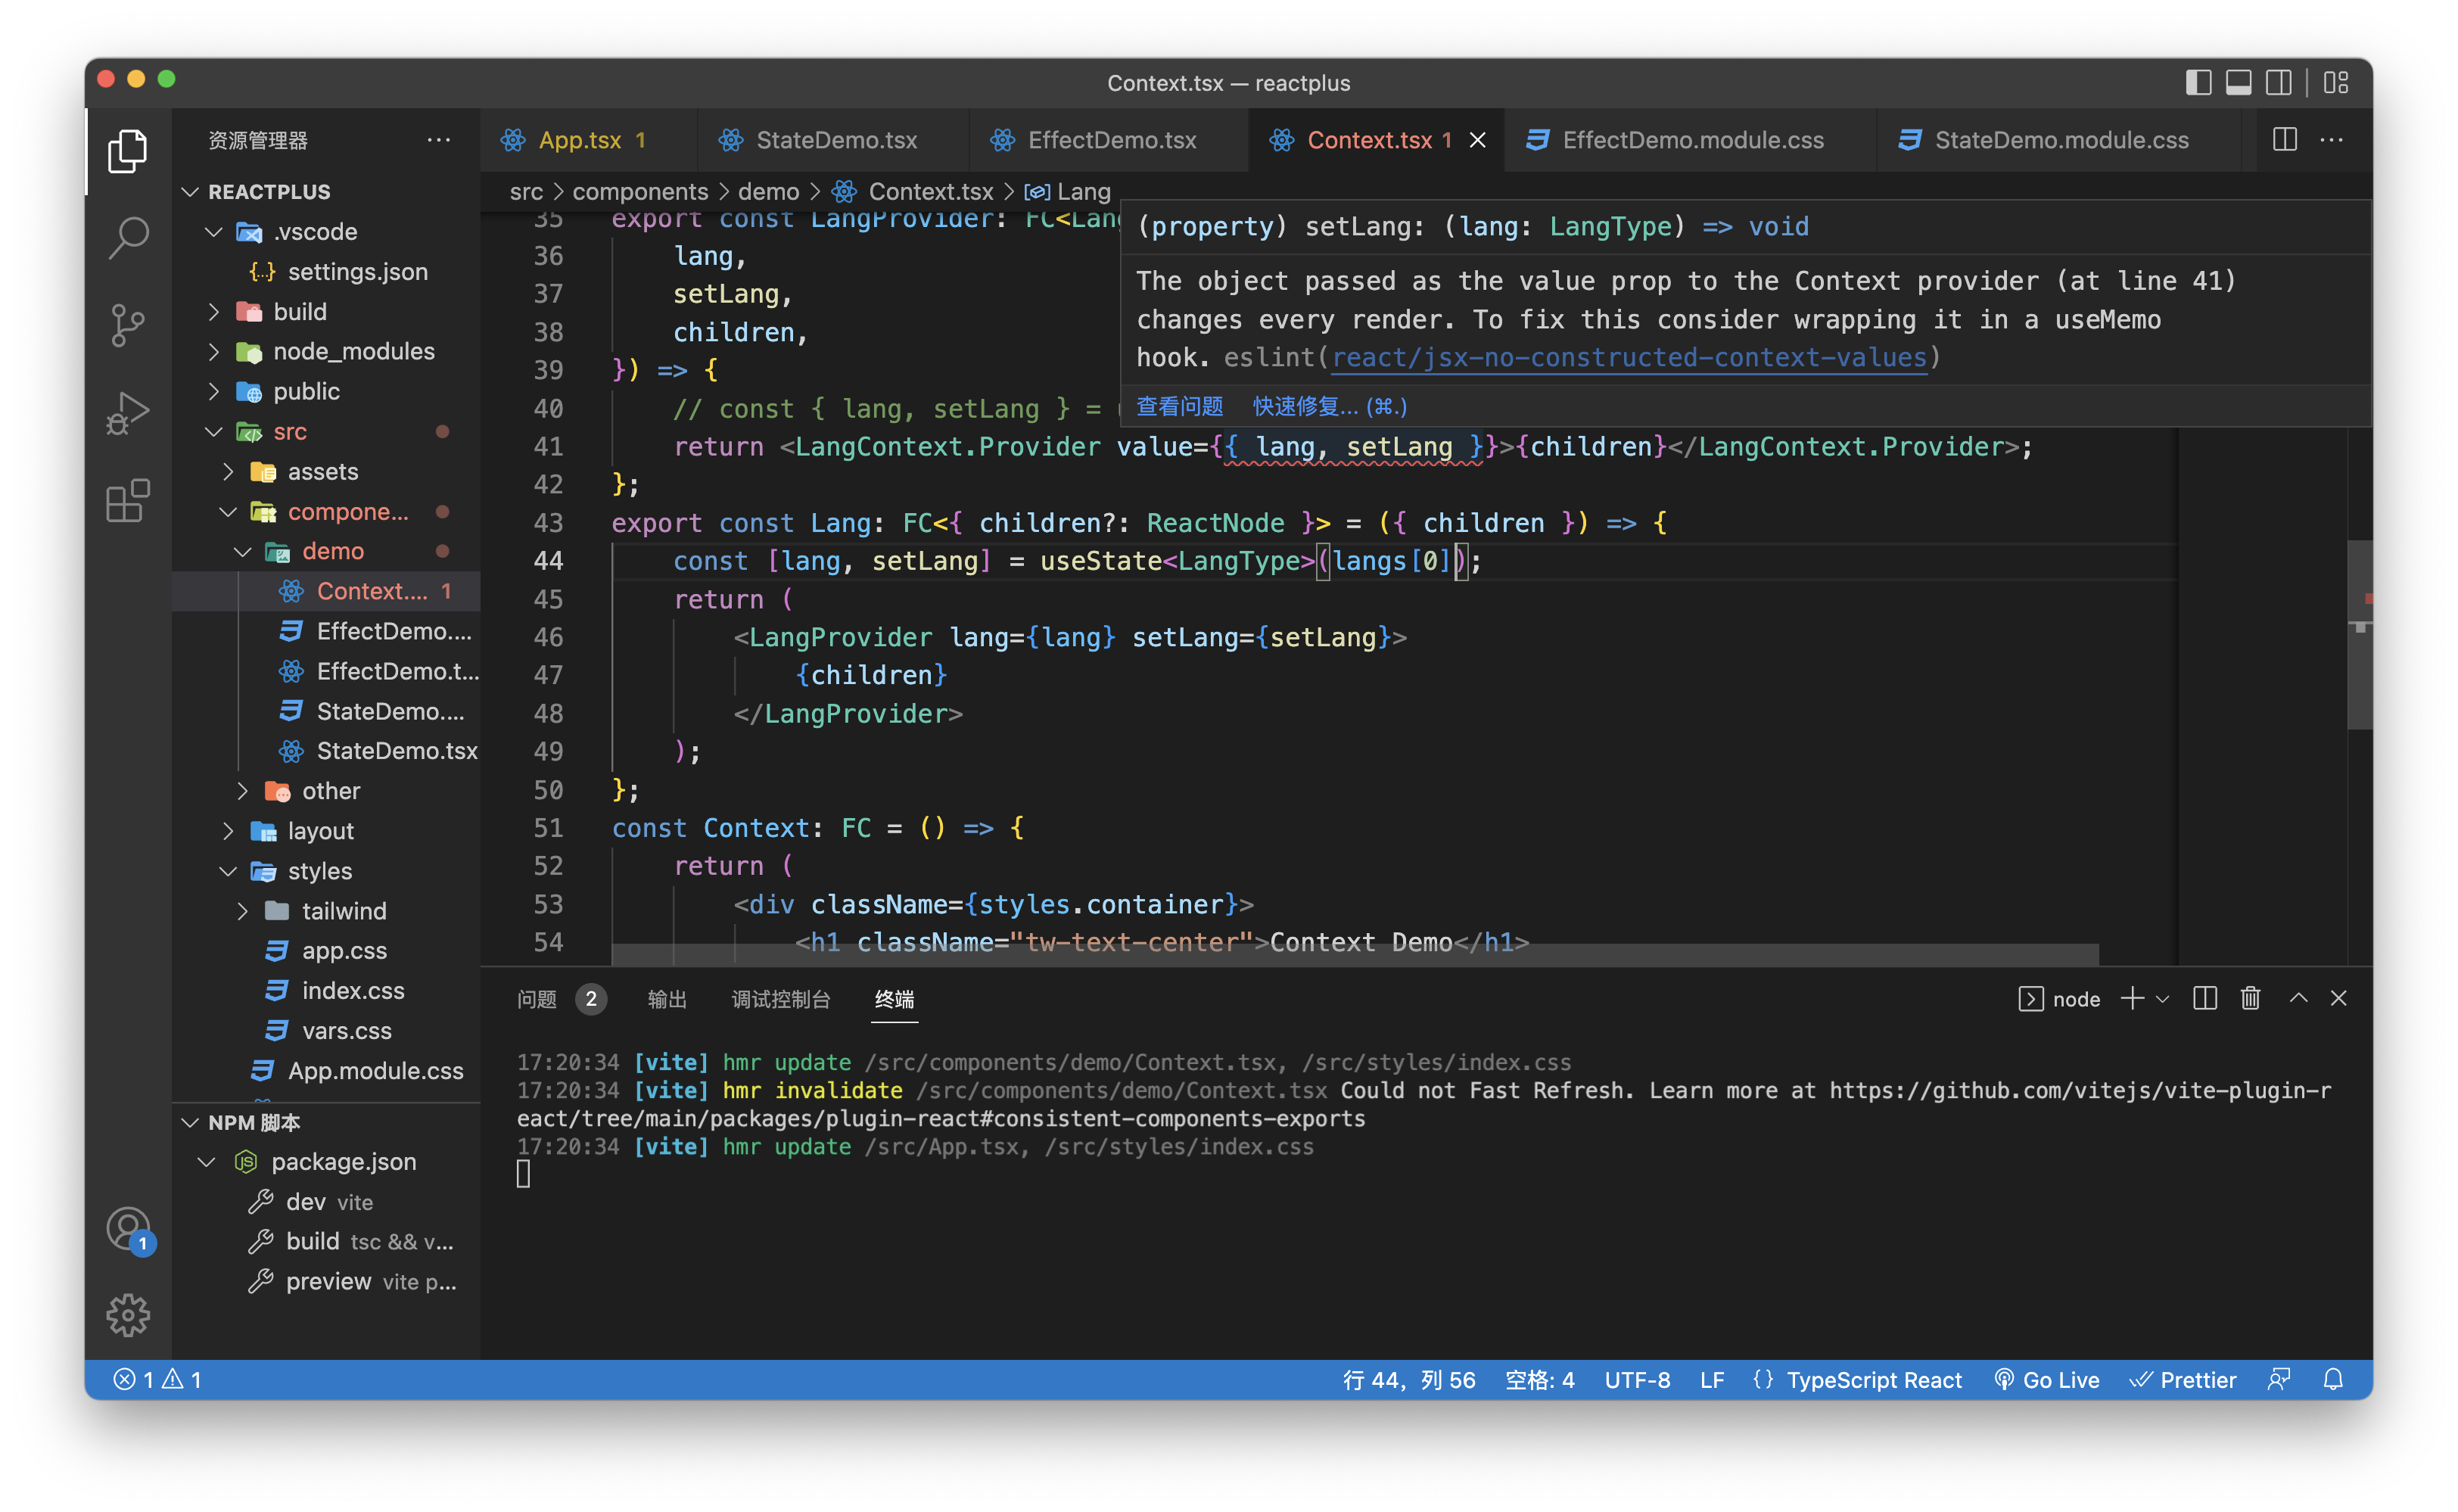 Context.tsx — reactplus
资源管理器
REACTPLUS
.vscode
settings.json
build
node_modules
public
src
assets
compone...
demo
Context.... 1
EffectDemo....
EffectDemo.t...
StateDemo....
StateDemo.tsx
other
layout
styles
tailwind
app.css
index.css
vars.css
App.module.css
NPM 脚本
package.json
dev vite
build tsc && v...
preview vite p...
App.tsx 1
StateDemo.tsx
EffectDemo.tsx
Context.tsx 1
EffectDemo.module.css
StateDemo.module.css
src > components > demo > Context.tsx > Lang
35 export const LangProvider: FC<Lang
36 lang,
37 setLang,
38 children,
39 }) => {
40 // const { lang, setLang } =
41 return <LangContext.Provider value={{ lang, setLang }}>{children}</LangContext.Provider>;
42 };
43 export const Lang: FC<{ children?: ReactNode }> = ({ children }) => {
44 const [lang, setLang] = useState<LangType>(langs[0]);
45 return (
46 <LangProvider lang={lang} setLang={setLang}>
47 {children}
48 </LangProvider>
49 );
50 };
51 const Context: FC = () => {
52 return (
53 <div className={styles.container}>
54 <h1 className="tw-text-center">Context Demo</h1>
(property) setLang: (lang: LangType) => void
The object passed as the value prop to the Context provider (at line 41)
changes every render. To fix this consider wrapping it in a useMemo
hook. eslint(react/jsx-no-constructed-context-values)
查看问题 快速修复... (⌘.)
问题 2 输出 调试控制台 终端
node
17:20:34 [vite] hmr update /src/components/demo/Context.tsx, /src/styles/index.css
17:20:34 [vite] hmr invalidate /src/components/demo/Context.tsx Could not Fast Refresh. Learn more at https://github.com/vitejs/vite-plugin-r
eact/tree/main/packages/plugin-react#consistent-components-exports
17:20:34 [vite] hmr update /src/App.tsx, /src/styles/index.css
1
1 1
行 44，列 56 空格: 4 UTF-8 LF {} TypeScript React Go Live Prettier